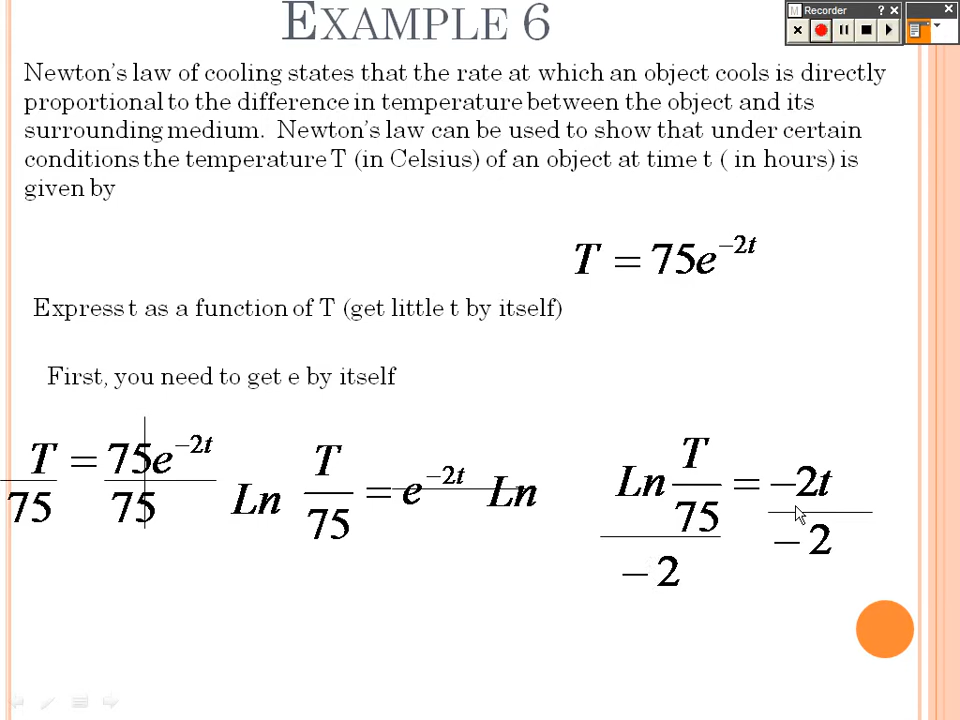 EXAMPLE 6
Recorder
Newton's law of cooling states that the rate at which an object cools is directly
proportional to the difference in temperature between the object and its
surrounding medium. Newton's law can be used to show that under certain
conditions the temperature T (in Celsius) of an object at time t ( in hours) is
given by
T = 75e^{-2t}
Express t as a function of T (get little t by itself)
First, you need to get e by itself
T/75 = 75e^{-2t}/75
Ln T/75 = e^{-2t} Ln
Ln T/75 / -2 = -2t / -2